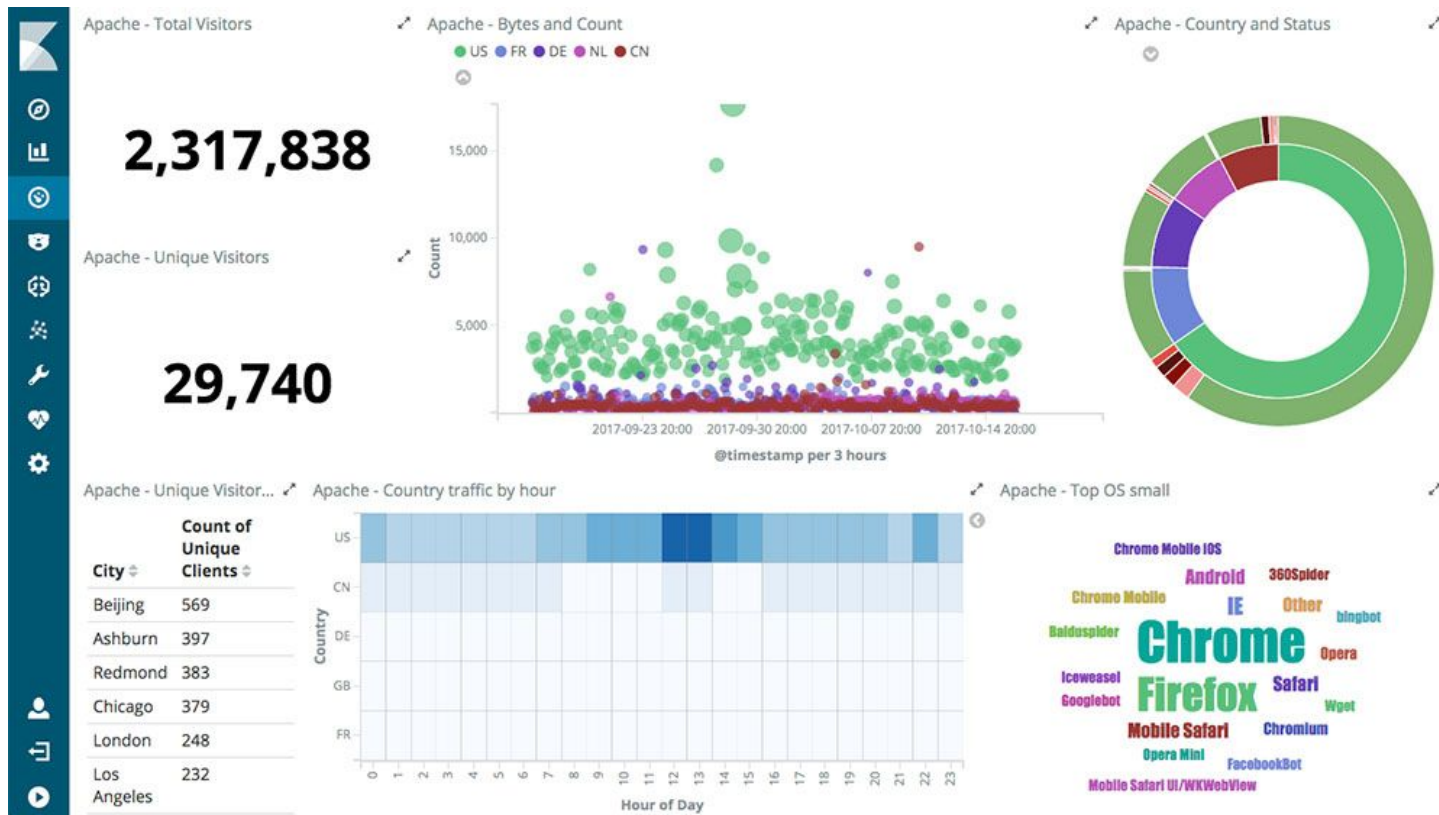 Apache - Total Visitors
2,317,838
Apache - Unique Visitors
29,740
Apache - Bytes and Count
US FR DE NL CN
15,000
10,000
5,000
Count
2017-09-23 20:00 2017-09-30 20:00 2017-10-07 20:00 2017-10-14 20:00
@timestamp per 3 hours
Apache - Country and Status
Apache - Unique Visitor...
City Count of
Unique
Clients
Beijing 569
Ashburn 397
Redmond 383
Chicago 379
London 248
Los 232
Angeles
Apache - Country traffic by hour
US
CN
DE
GB
FR
Country
0 1 2 3 4 5 6 7 8 9 10 11 12 13 14 15 16 17 18 19 20 21 22 23
Hour of Day
Apache - Top OS small
Chrome Mobile iOS
Android 360Spider
Chrome Mobile IE Other bingbot
Baiduspider Chrome Opera
Iceweasel Safari
Googlebot Firefox Wget
Mobile Safari Chromium
Opera Mini FacebookBot
Mobile Safari UI/WKWebView